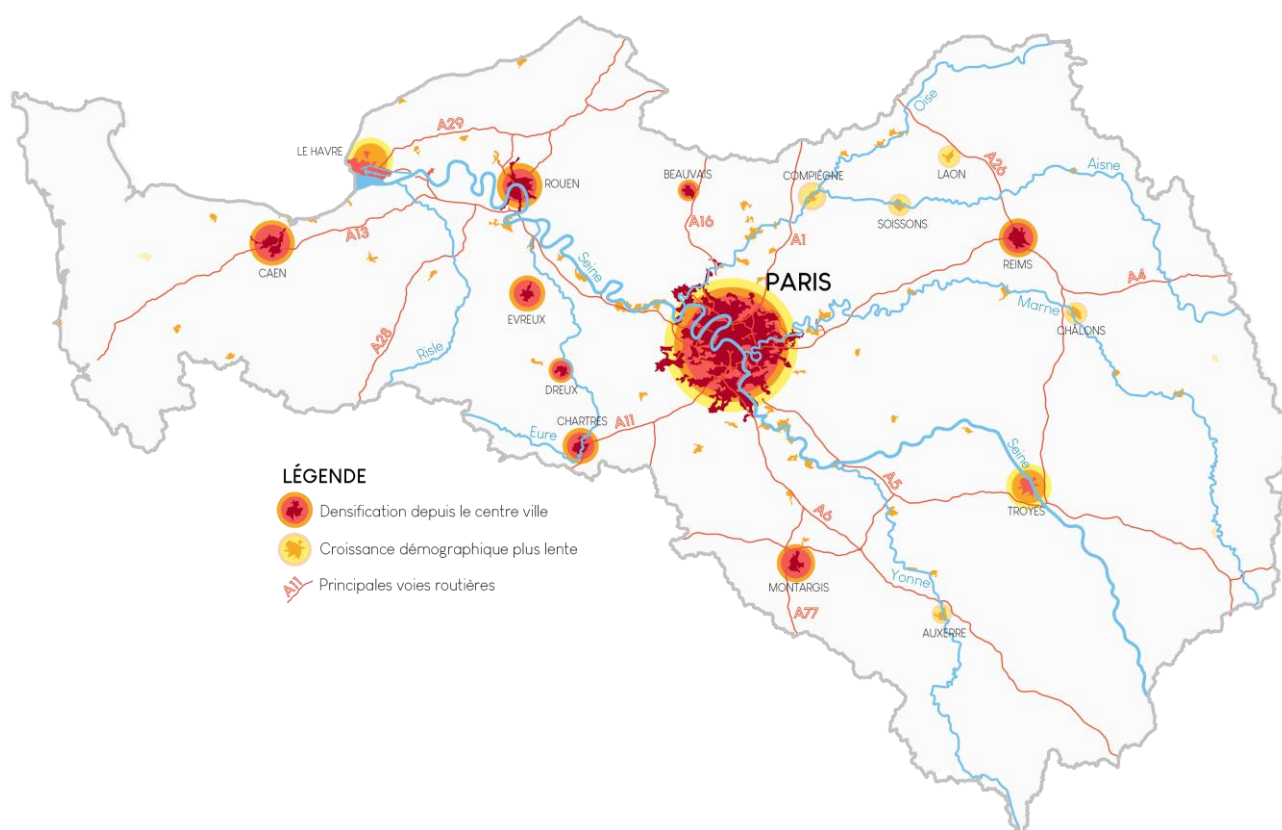 Oise
A29
LE HAVRE
A26
LAON
Aisne
BEAUVAIS
COMPIÈGNE
ROUEN
SOISSONS
A16
A13
A1
REIMS
CAEN
Seine
PARIS
A4
EVREUX
Marne
CHÂLONS
A28
Risle
DREUX
CHARTRES
A11
Eure
Seine
LÉGENDE
A5
Densification depuis le centre ville
TROYES
A6
Croissance démographique plus lente
Yonne
A11 Principales voies routières
MONTARGIS
A77
AUXERRE